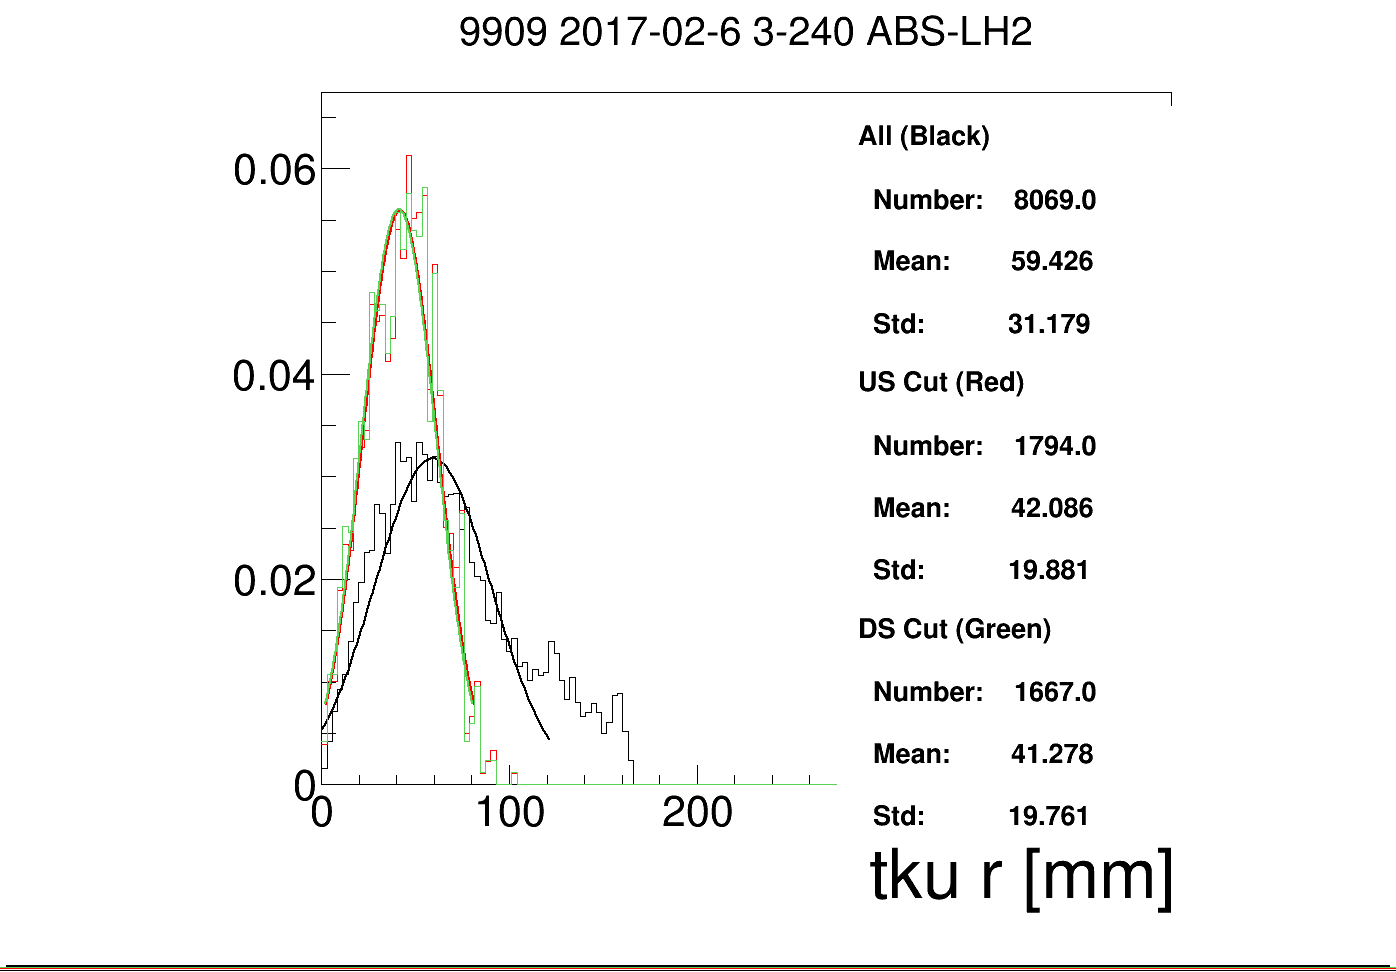 9909 2017-02-6 3-240 ABS-LH2
All (Black)
0.06
Number: 8069.0
Mean: 59.426
Std: 31.179
0.04
US Cut (Red)
Number: 1794.0
Mean: 42.086
Std: 19.881
0.02
DS Cut (Green)
Number: 1667.0
Mean: 41.278
Std: 19.761
0
0 100 200
tku r [mm]